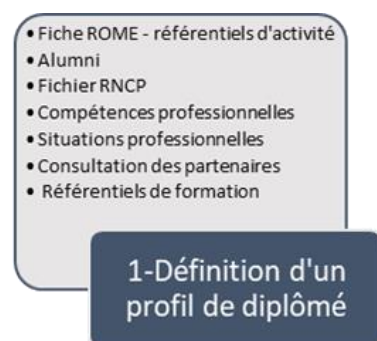 • Fiche ROME - référentiels d'activité
• Alumni
• Fichier RNCP
• Compétences professionnelles
• Situations professionnelles
• Consultation des partenaires
• Référentiels de formation
1-Définition d'un
profil de diplômé